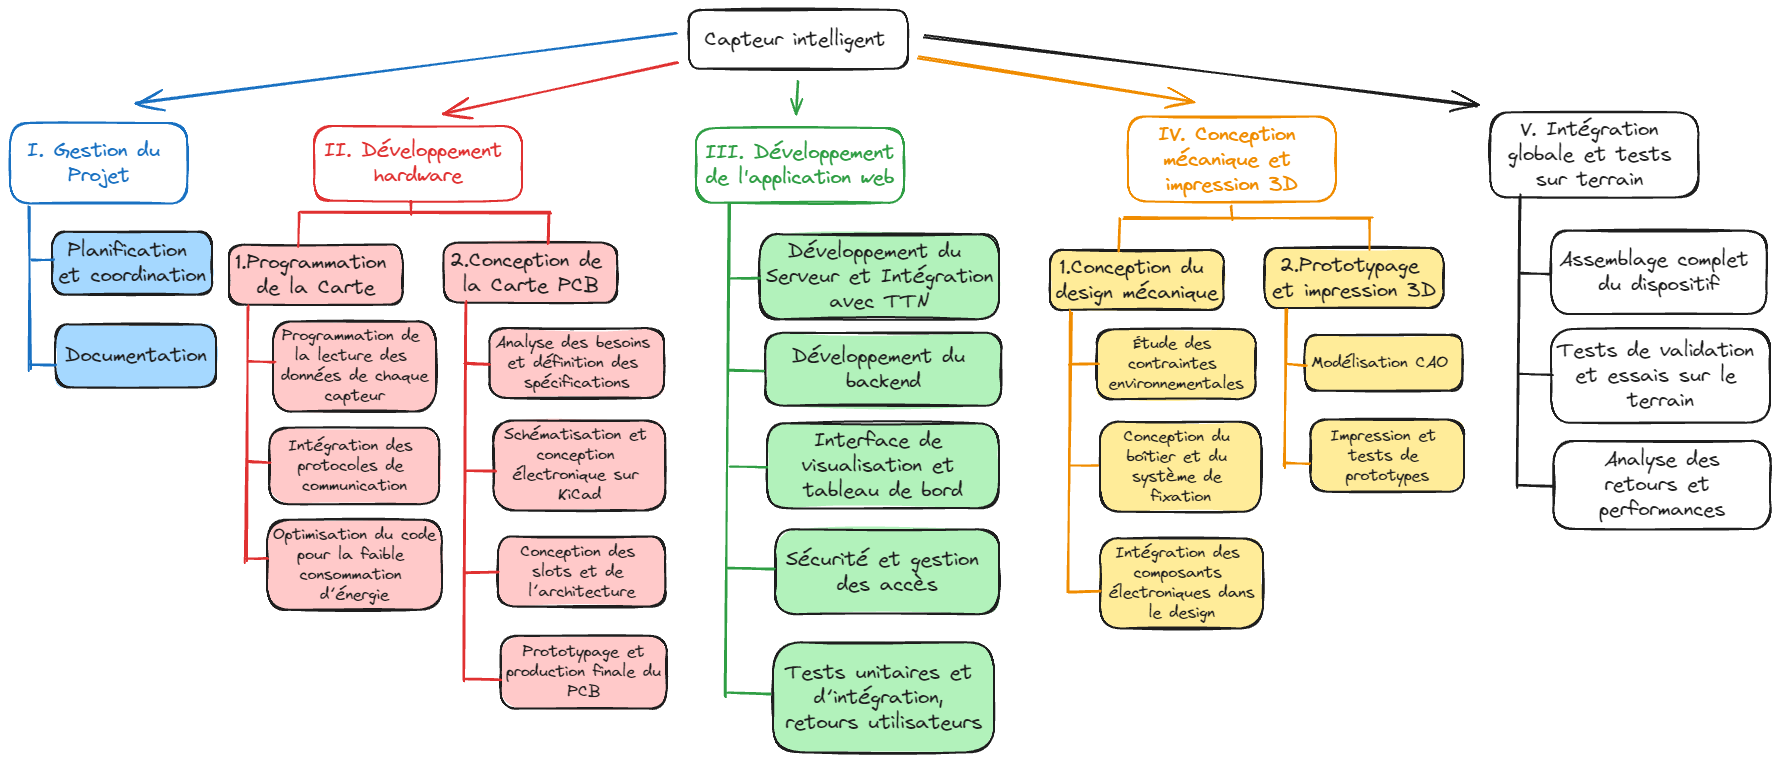 Capteur intelligent
I. Gestion du
Projet
Planification
et coordination
Documentation
II. Développement
hardware
1.Programmation
de la Carte
Programmation de
la lecture des
données de chaque
capteur
Intégration des
protocoles de
communication
Optimisation du code
pour la faible
consommation
d'énergie
2.Conception de
la Carte PCB
Analyse des besoins
et définition des
spécifications
Schématisation et
conception
électronique sur
KiCad
Conception des
slots et de
l'architecture
Prototypage et
production finale du
PCB
III. Développement
de l'application web
Développement du
Serveur et Intégration
avec TTN
Développement du
backend
Interface de
visualisation et
tableau de bord
Sécurité et gestion
des accès
Tests unitaires et
d'intégration,
retours utilisateurs
IV. Conception
mécanique et
impression 3D
1.Conception du
design mécanique
Étude des
contraintes
environnementales
Conception du
boîtier et du
système de
fixation
Intégration des
composants
électroniques dans
le design
2.Prototypage
et impression 3D
Modélisation CAO
Impression et
tests de
prototypes
V. Intégration
globale et tests
sur terrain
Assemblage complet
du dispositif
Tests de validation
et essais sur le
terrain
Analyse des
retours et
performances